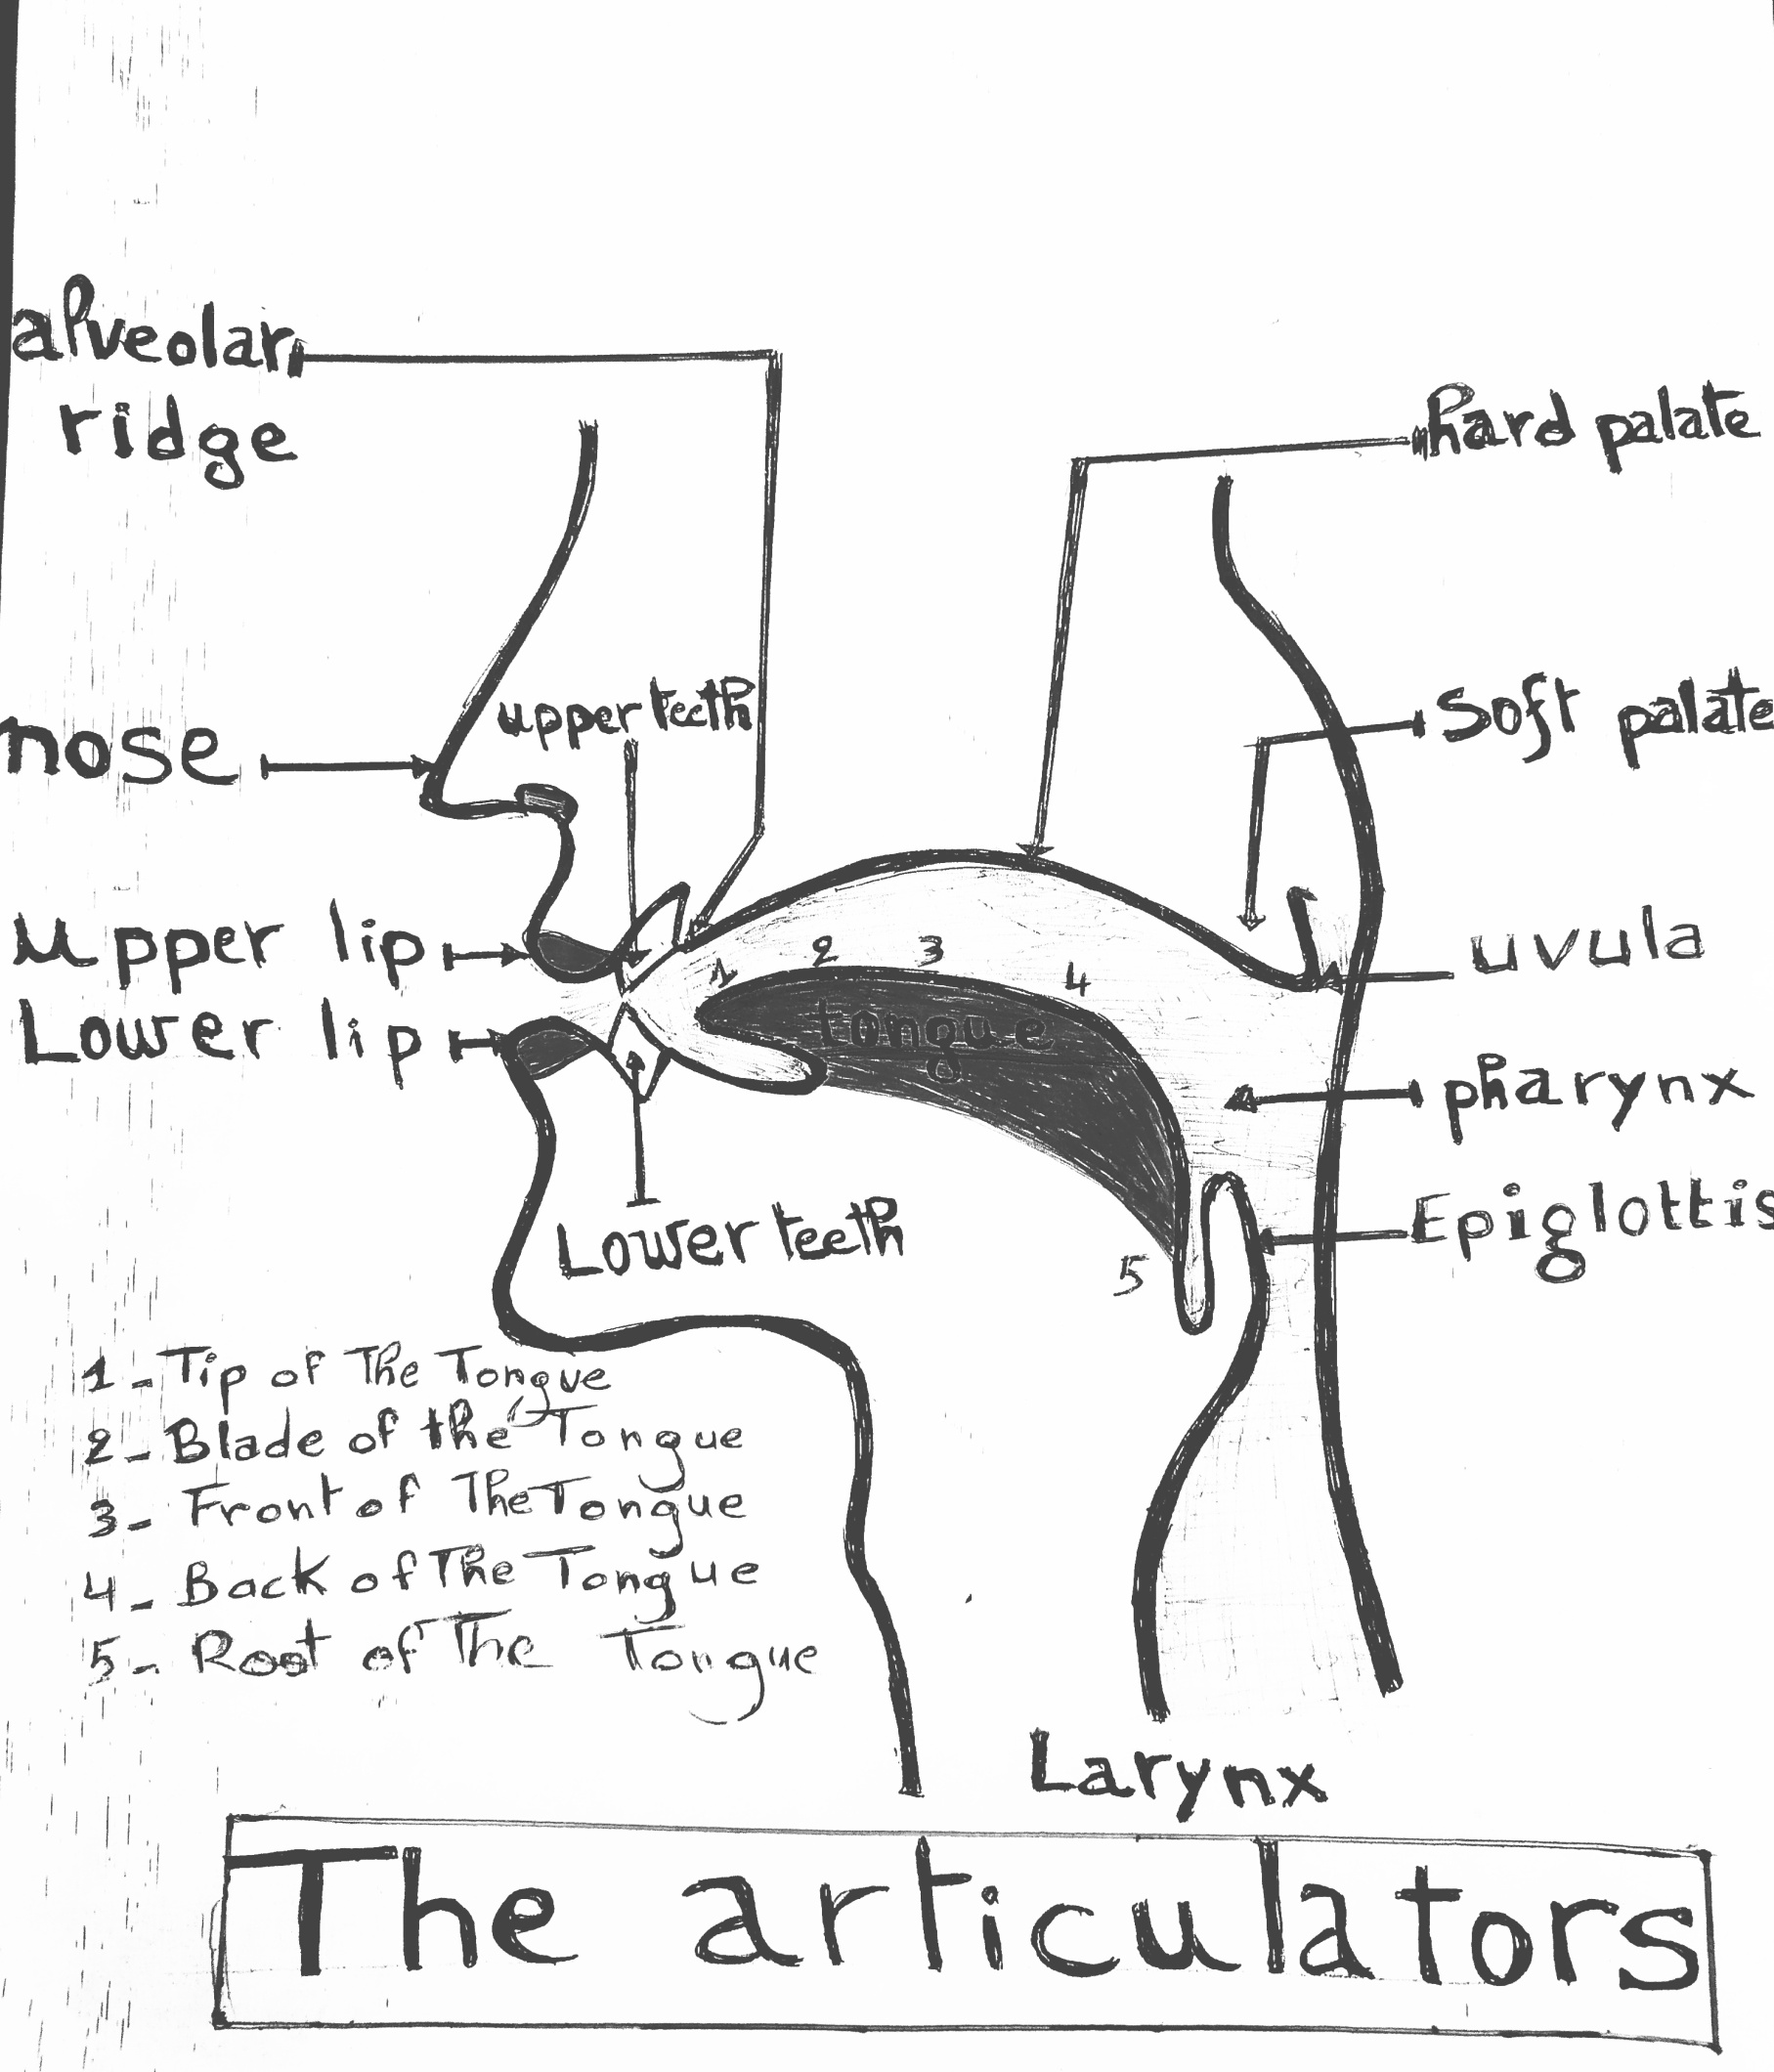 alveolar
ridge
hard palate
nose
upper teeth
soft palate
Upper lip
uvula
Lower lip
1
2
3
4
tongue
pharynx
Lower teeth
Epiglottis
5
1 - Tip of The Tongue
2 - Blade of the Tongue
3 - Front of The Tongue
4 - Back of The Tongue
5 - Root of The Tongue
Larynx
The articulators